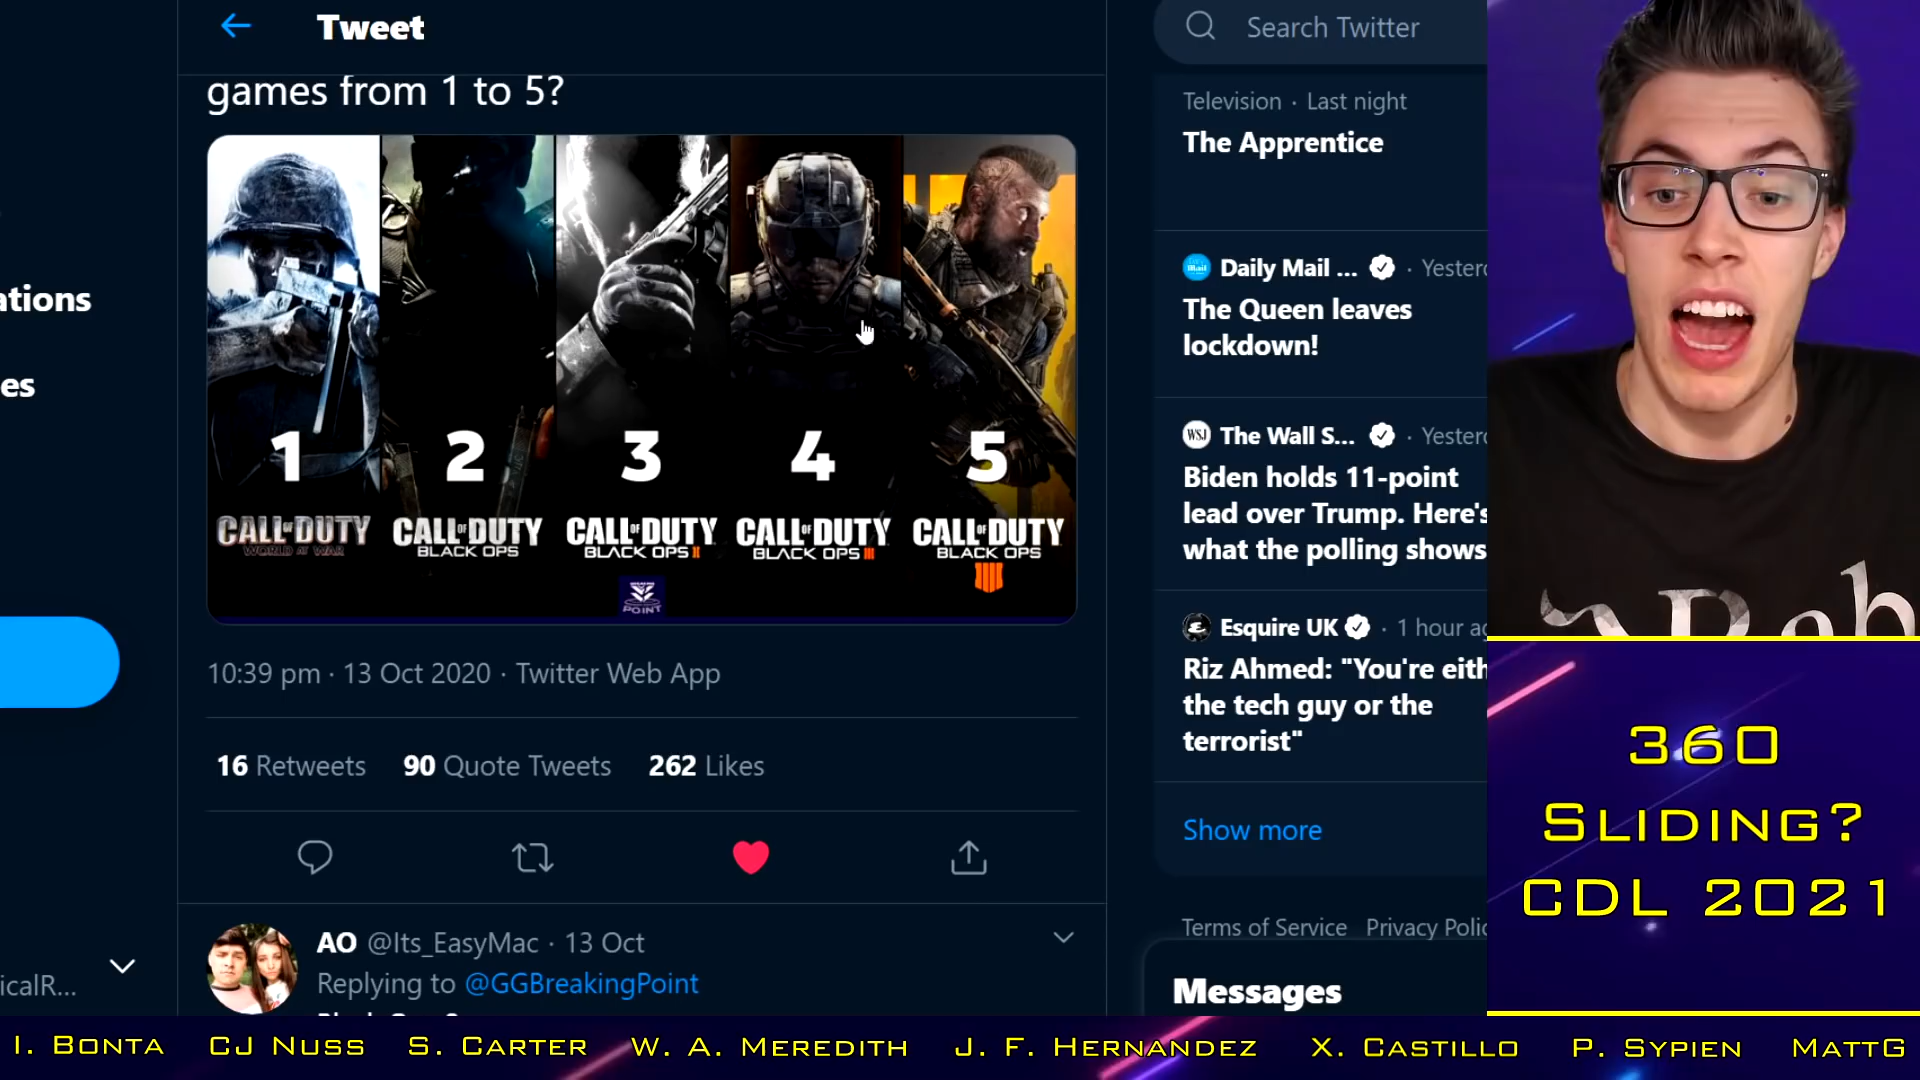 Tweet
Search Twitter
games from 1 to 5?
1 2 3 4 5
CALL OF DUTY
WORLD AT WAR
CALL OF DUTY
BLACK OPS
CALL OF DUTY
BLACK OPS II
CALL OF DUTY
BLACK OPS III
CALL OF DUTY
BLACK OPS
IIII
POINT
10:39 pm · 13 Oct 2020 · Twitter Web App
16 Retweets 90 Quote Tweets 262 Likes
AO @Its_EasyMac · 13 Oct
Replying to @GGBreakingPoint
ations
es
icalR...
Television · Last night
The Apprentice
Daily Mail ... · Yester
The Queen leaves
lockdown!
WSJ The Wall S... · Yester
Biden holds 11-point
lead over Trump. Here's
what the polling shows
Esquire UK · 1 hour a
Riz Ahmed: "You're eith
the tech guy or the
terrorist"
Show more
Terms of Service Privacy Polic
Messages
360
SLIDING?
CDL 2021
I. BONTA CJ NUSS S. CARTER W. A. MEREDITH J. F. HERNANDEZ X. CASTILLO P. SYPIEN MATTG